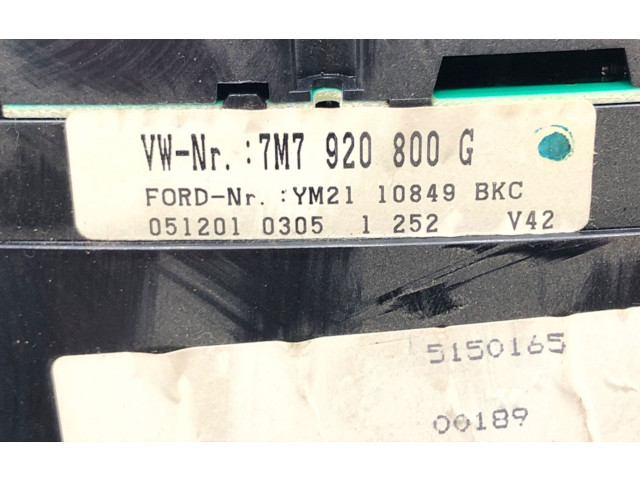 VW-Nr. :7M7 920 800 G
FORD-Nr. :YM21 10849 BKC
051201 0305 1 252 V42
5150165
00189